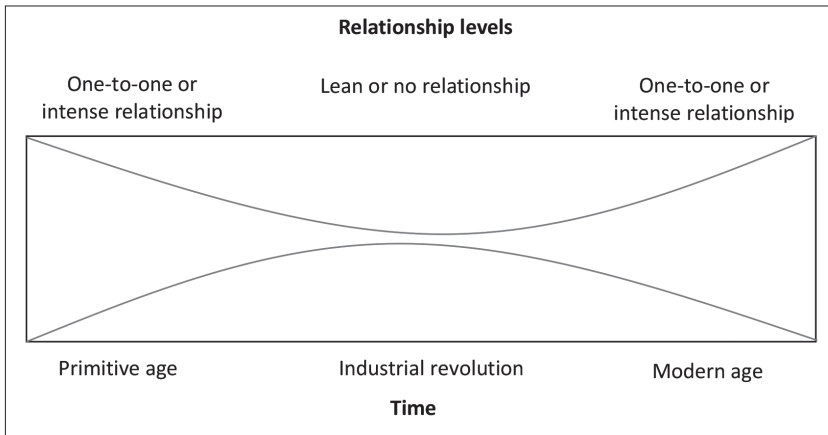 Relationship levels
One-to-one or
intense relationship
Lean or no relationship
One-to-one or
intense relationship
Primitive age
Industrial revolution
Modern age
Time